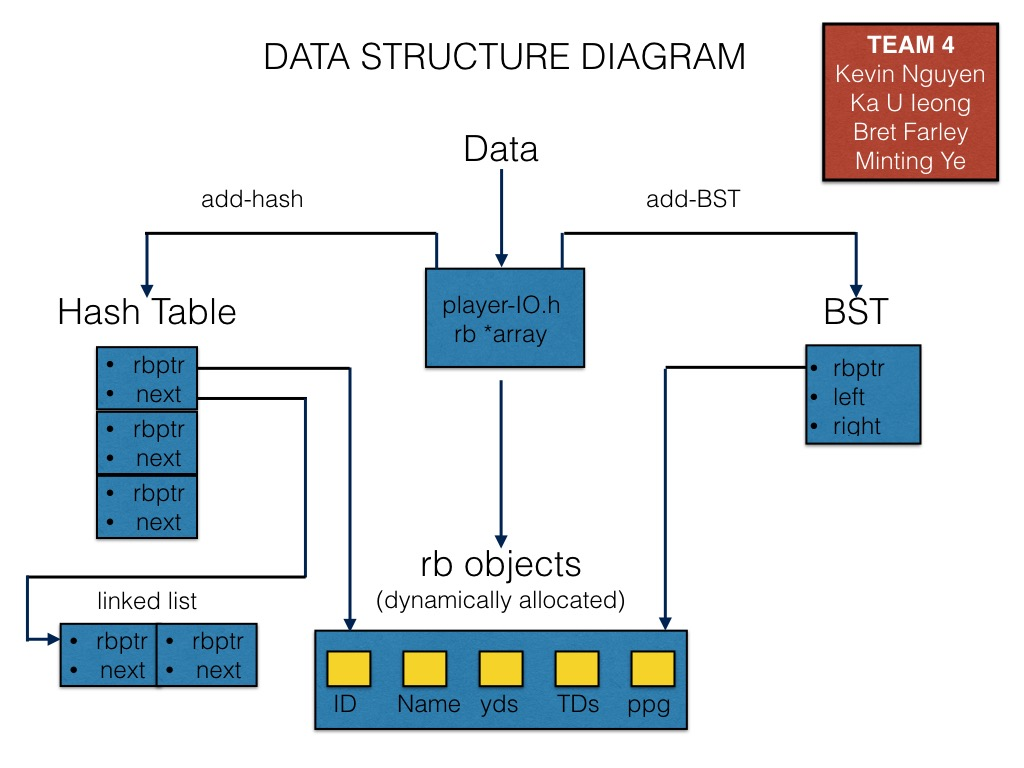 DATA STRUCTURE DIAGRAM
TEAM 4
Kevin Nguyen
Ka U Ieong
Bret Farley
Minting Ye
Data
add-hash
add-BST
player-IO.h
rb *array
Hash Table
• rbptr
• next
• rbptr
• next
• rbptr
• next
BST
• rbptr
• left
• right
linked list
• rbptr • rbptr
• next • next
rb objects
(dynamically allocated)
ID Name yds TDs ppg